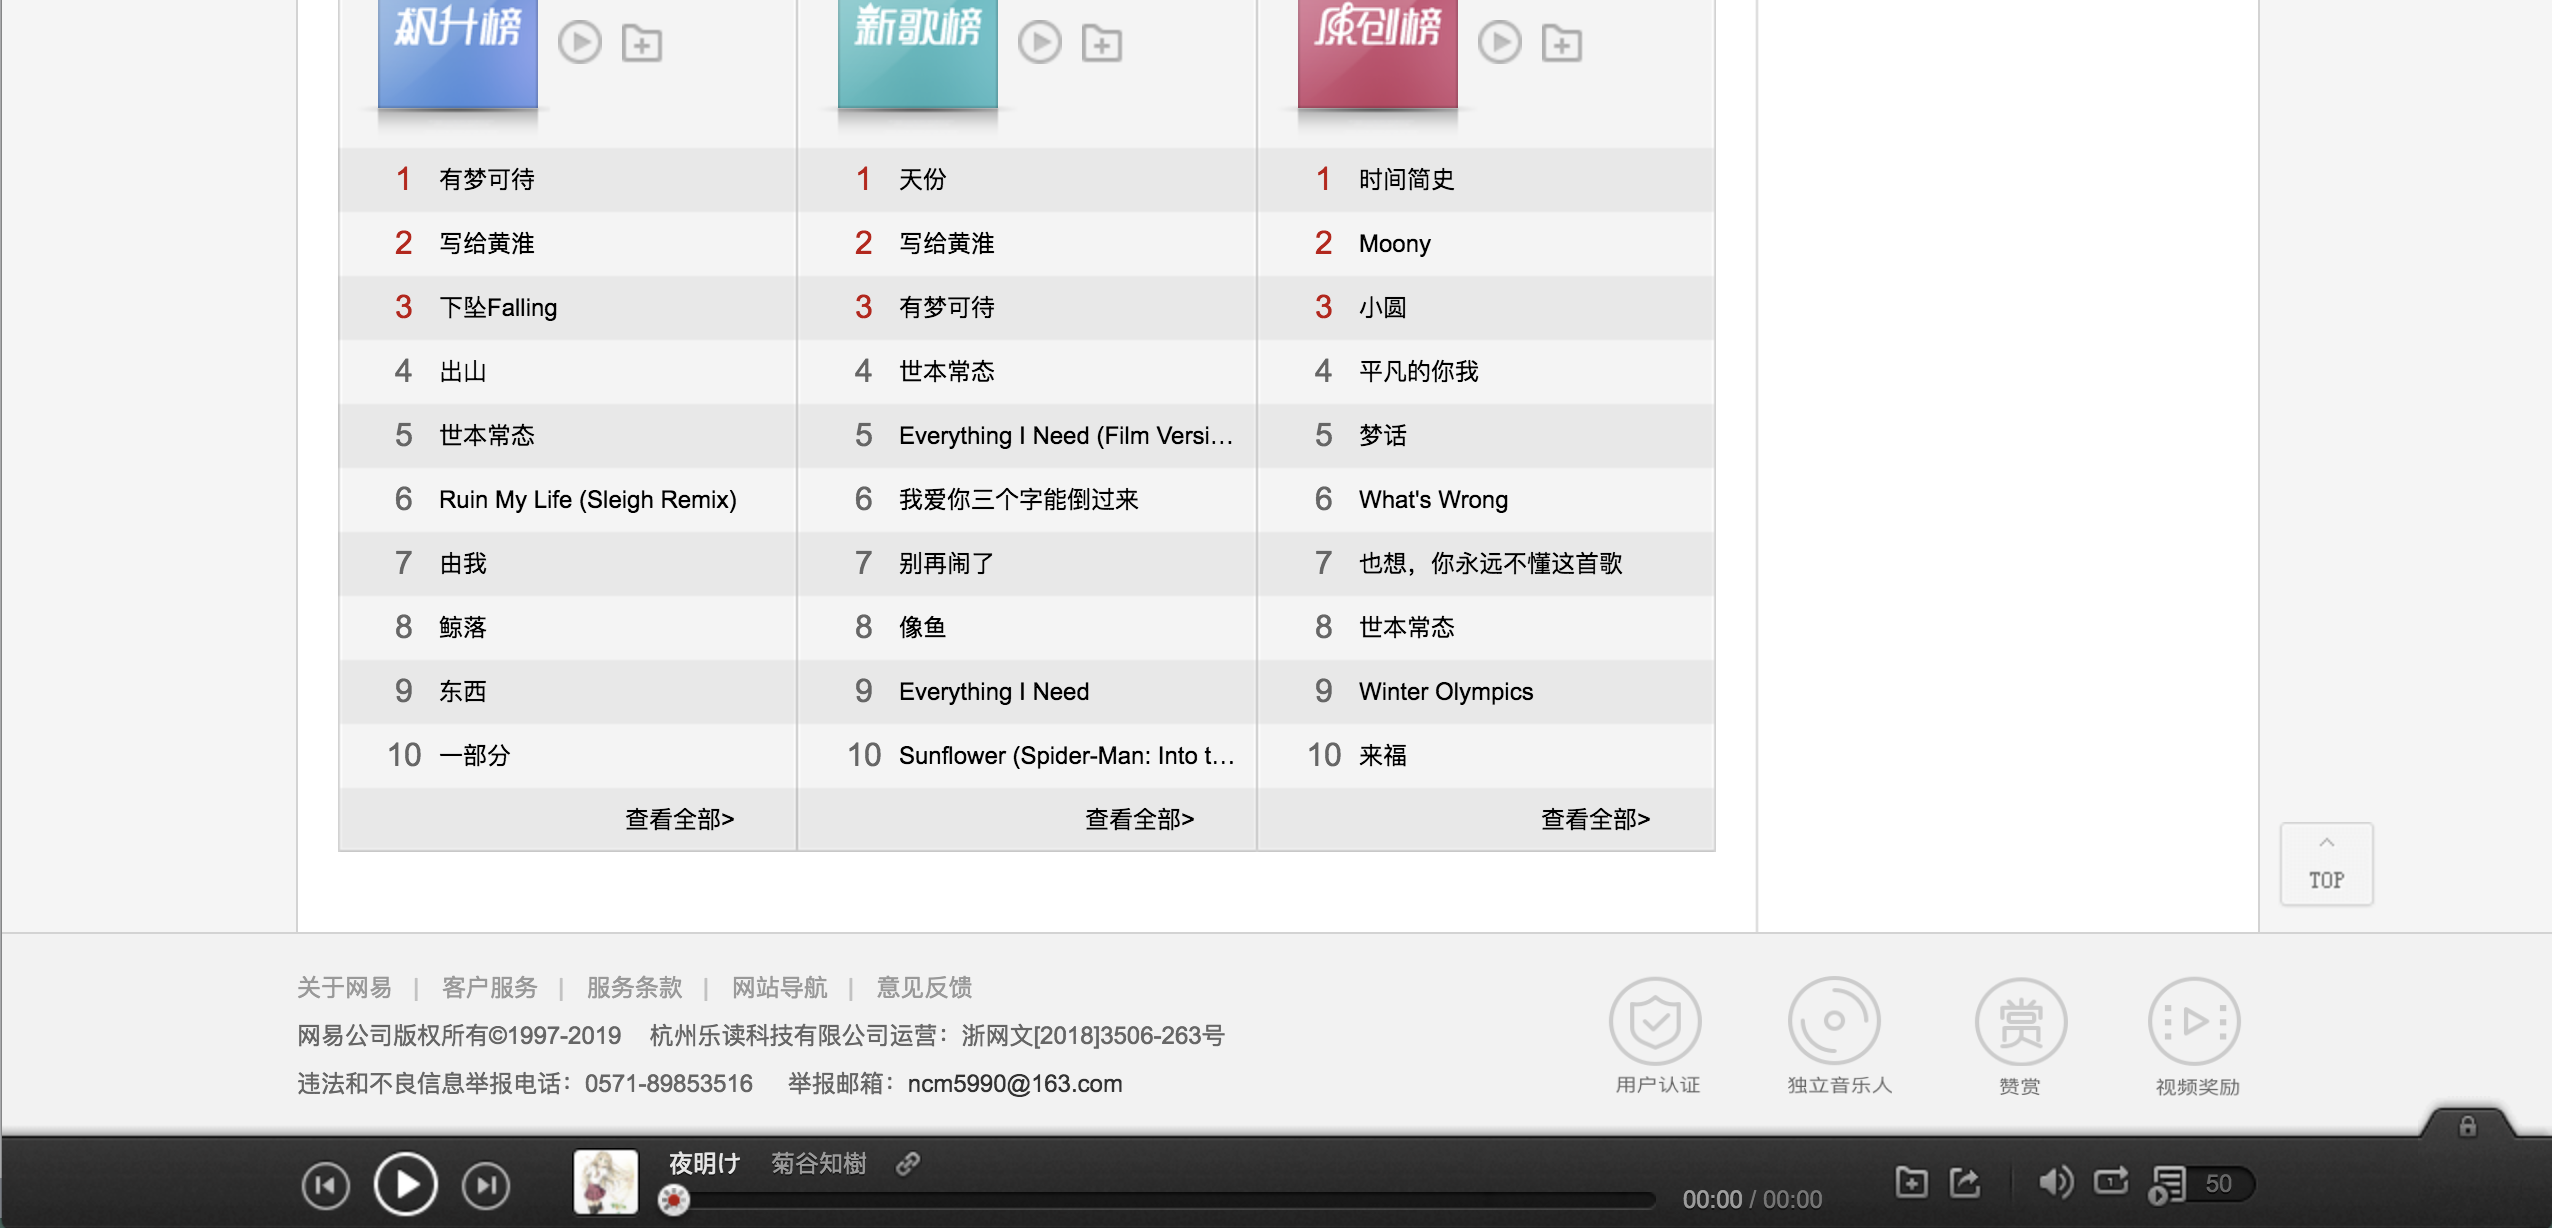 飙升榜
新歌榜
原创榜
1 有梦可待
2 写给黄淮
3 下坠Falling
4 出山
5 世本常态
6 Ruin My Life (Sleigh Remix)
7 由我
8 鲸落
9 东西
10 一部分
查看全部>
1 天份
2 写给黄淮
3 有梦可待
4 世本常态
5 Everything I Need (Film Versi…
6 我爱你三个字能倒过来
7 别再闹了
8 像鱼
9 Everything I Need
10 Sunflower (Spider-Man: Into t…
查看全部>
1 时间简史
2 Moony
3 小圆
4 平凡的你我
5 梦话
6 What's Wrong
7 也想，你永远不懂这首歌
8 世本常态
9 Winter Olympics
10 来福
查看全部>
TOP
关于网易 | 客户服务 | 服务条款 | 网站导航 | 意见反馈
网易公司版权所有©1997-2019 杭州乐读科技有限公司运营：浙网文[2018]3506-263号
违法和不良信息举报电话：0571-89853516 举报邮箱：ncm5990@163.com
赏
用户认证
独立音乐人
赞赏
视频奖励
夜明け 菊谷知樹
00:00 / 00:00
1
50